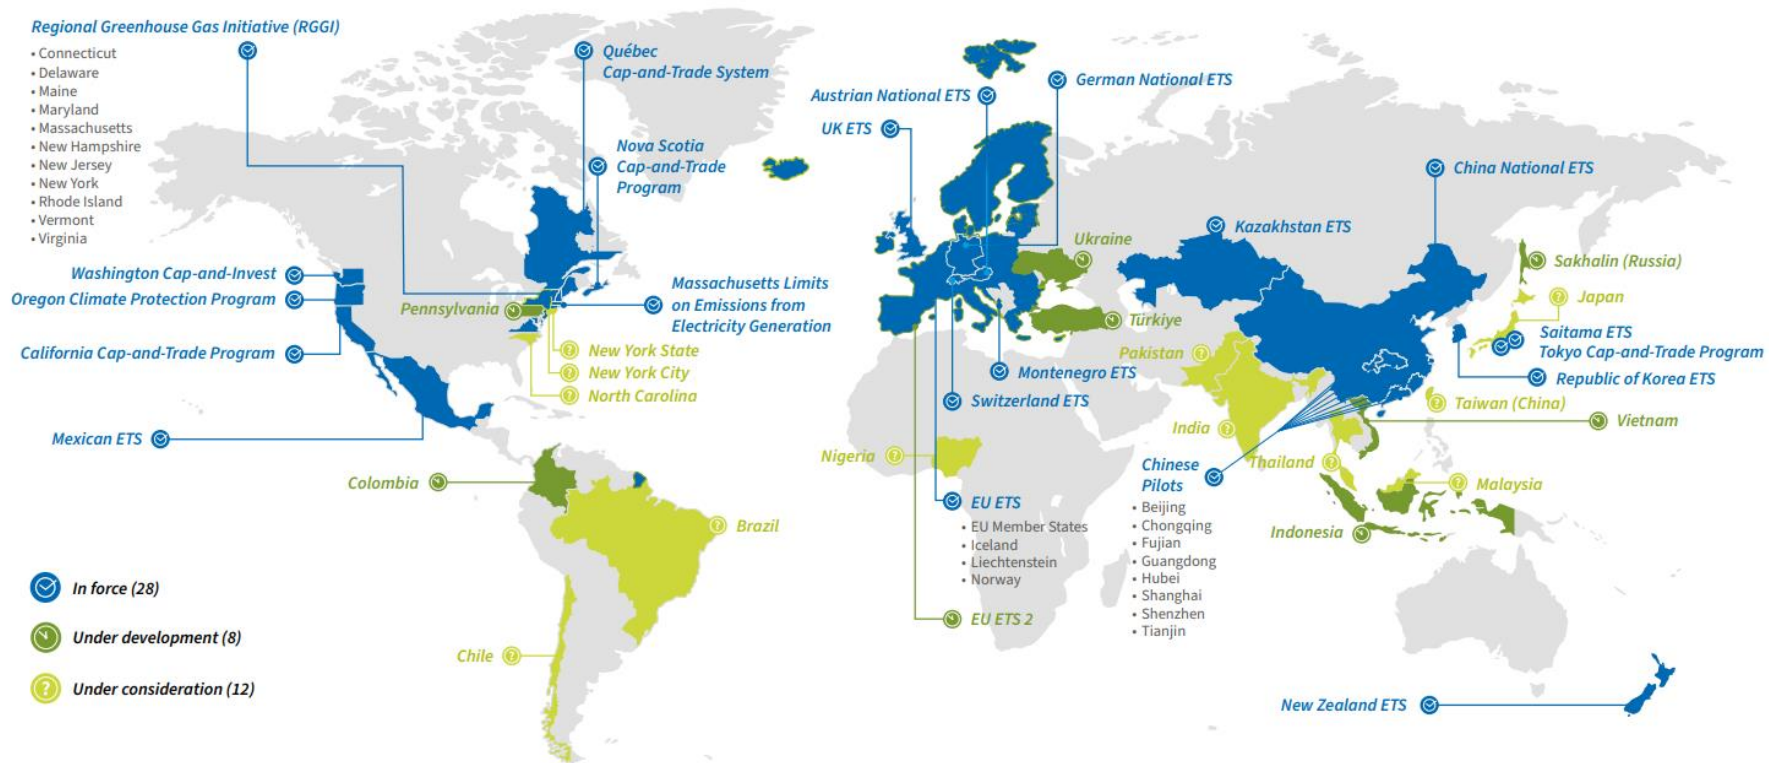 Regional Greenhouse Gas Initiative (RGGI)
• Connecticut
• Delaware
• Maine
• Maryland
• Massachusetts
• New Hampshire
• New Jersey
• New York
• Rhode Island
• Vermont
• Virginia
Washington Cap-and-Invest
Oregon Climate Protection Program
California Cap-and-Trade Program
Mexican ETS
Québec
Cap-and-Trade System
Nova Scotia
Cap-and-Trade
Program
Massachusetts Limits
on Emissions from
Electricity Generation
Pennsylvania
New York State
New York City
North Carolina
Colombia
Brazil
Chile
Austrian National ETS
German National ETS
UK ETS
Ukraine
Türkiye
Montenegro ETS
Switzerland ETS
Nigeria
EU ETS
• EU Member States
• Iceland
• Liechtenstein
• Norway
EU ETS 2
China National ETS
Kazakhstan ETS
Sakhalin (Russia)
Japan
Saitama ETS
Tokyo Cap-and-Trade Program
Republic of Korea ETS
Pakistan
Taiwan (China)
India
Vietnam
Thailand
Malaysia
Chinese
Pilots
• Beijing
• Chongqing
• Fujian
• Guangdong
• Hubei
• Shanghai
• Shenzhen
• Tianjin
Indonesia
New Zealand ETS
In force (28)
Under development (8)
Under consideration (12)